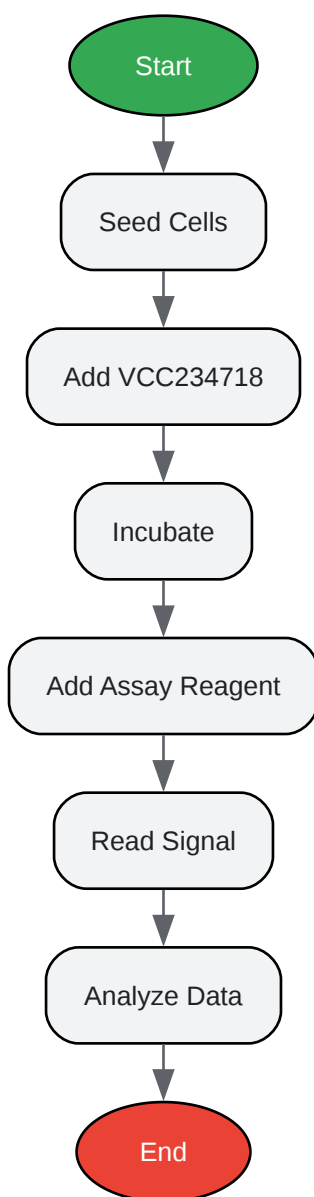 Start
Seed Cells
Add VCC234718
Incubate
Add Assay Reagent
Read Signal
Analyze Data
End